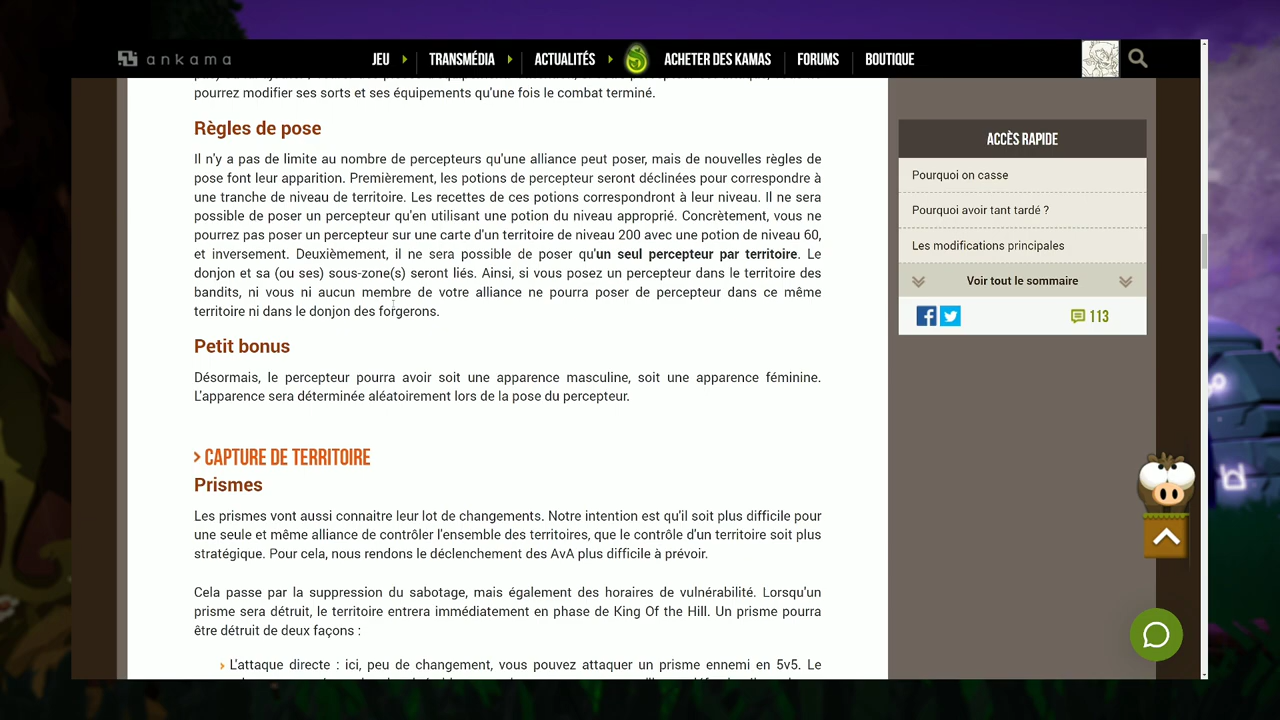 ankama
JEU
TRANSMÉDIA
ACTUALITÉS
ACHETER DES KAMAS
FORUMS
BOUTIQUE
pourrez modifier ses sorts et ses équipements qu'une fois le combat terminé.
Règles de pose
Il n'y a pas de limite au nombre de percepteurs qu'une alliance peut poser, mais de nouvelles règles de
pose font leur apparition. Premièrement, les potions de percepteur seront déclinées pour correspondre à
une tranche de niveau de territoire. Les recettes de ces potions correspondront à leur niveau. Il ne sera
possible de poser un percepteur qu'en utilisant une potion du niveau approprié. Concrètement, vous ne
pourrez pas poser un percepteur sur une carte d'un territoire de niveau 200 avec une potion de niveau 60,
et inversement. Deuxièmement, il ne sera possible de poser qu'un seul percepteur par territoire. Le
donjon et sa (ou ses) sous-zone(s) seront liés. Ainsi, si vous posez un percepteur dans le territoire des
bandits, ni vous ni aucun membre de votre alliance ne pourra poser de percepteur dans ce même
territoire ni dans le donjon des forgerons.
Petit bonus
Désormais, le percepteur pourra avoir soit une apparence masculine, soit une apparence féminine.
L'apparence sera déterminée aléatoirement lors de la pose du percepteur.
> CAPTURE DE TERRITOIRE
Prismes
Les prismes vont aussi connaitre leur lot de changements. Notre intention est qu'il soit plus difficile pour
une seule et même alliance de contrôler l'ensemble des territoires, que le contrôle d'un territoire soit plus
stratégique. Pour cela, nous rendons le déclenchement des AvA plus difficile à prévoir.
Cela passe par la suppression du sabotage, mais également des horaires de vulnérabilité. Lorsqu'un
prisme sera détruit, le territoire entrera immédiatement en phase de King Of the Hill. Un prisme pourra
être détruit de deux façons :
> L'attaque directe : ici, peu de changement, vous pouvez attaquer un prisme ennemi en 5v5. Le
ACCÈS RAPIDE
Pourquoi on casse
Pourquoi avoir tant tardé ?
Les modifications principales
Voir tout le sommaire
113